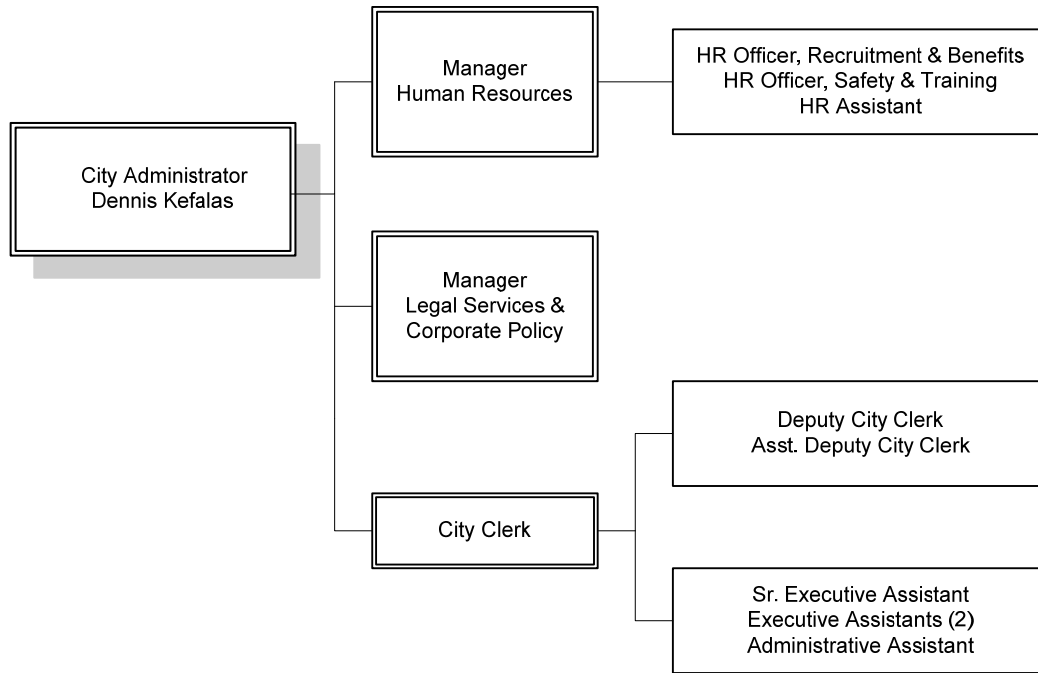 City Administrator
Dennis Kefalas
Manager
Human Resources
HR Officer, Recruitment & Benefits
HR Officer, Safety & Training
HR Assistant
Manager
Legal Services &
Corporate Policy
City Clerk
Deputy City Clerk
Asst. Deputy City Clerk
Sr. Executive Assistant
Executive Assistants (2)
Administrative Assistant